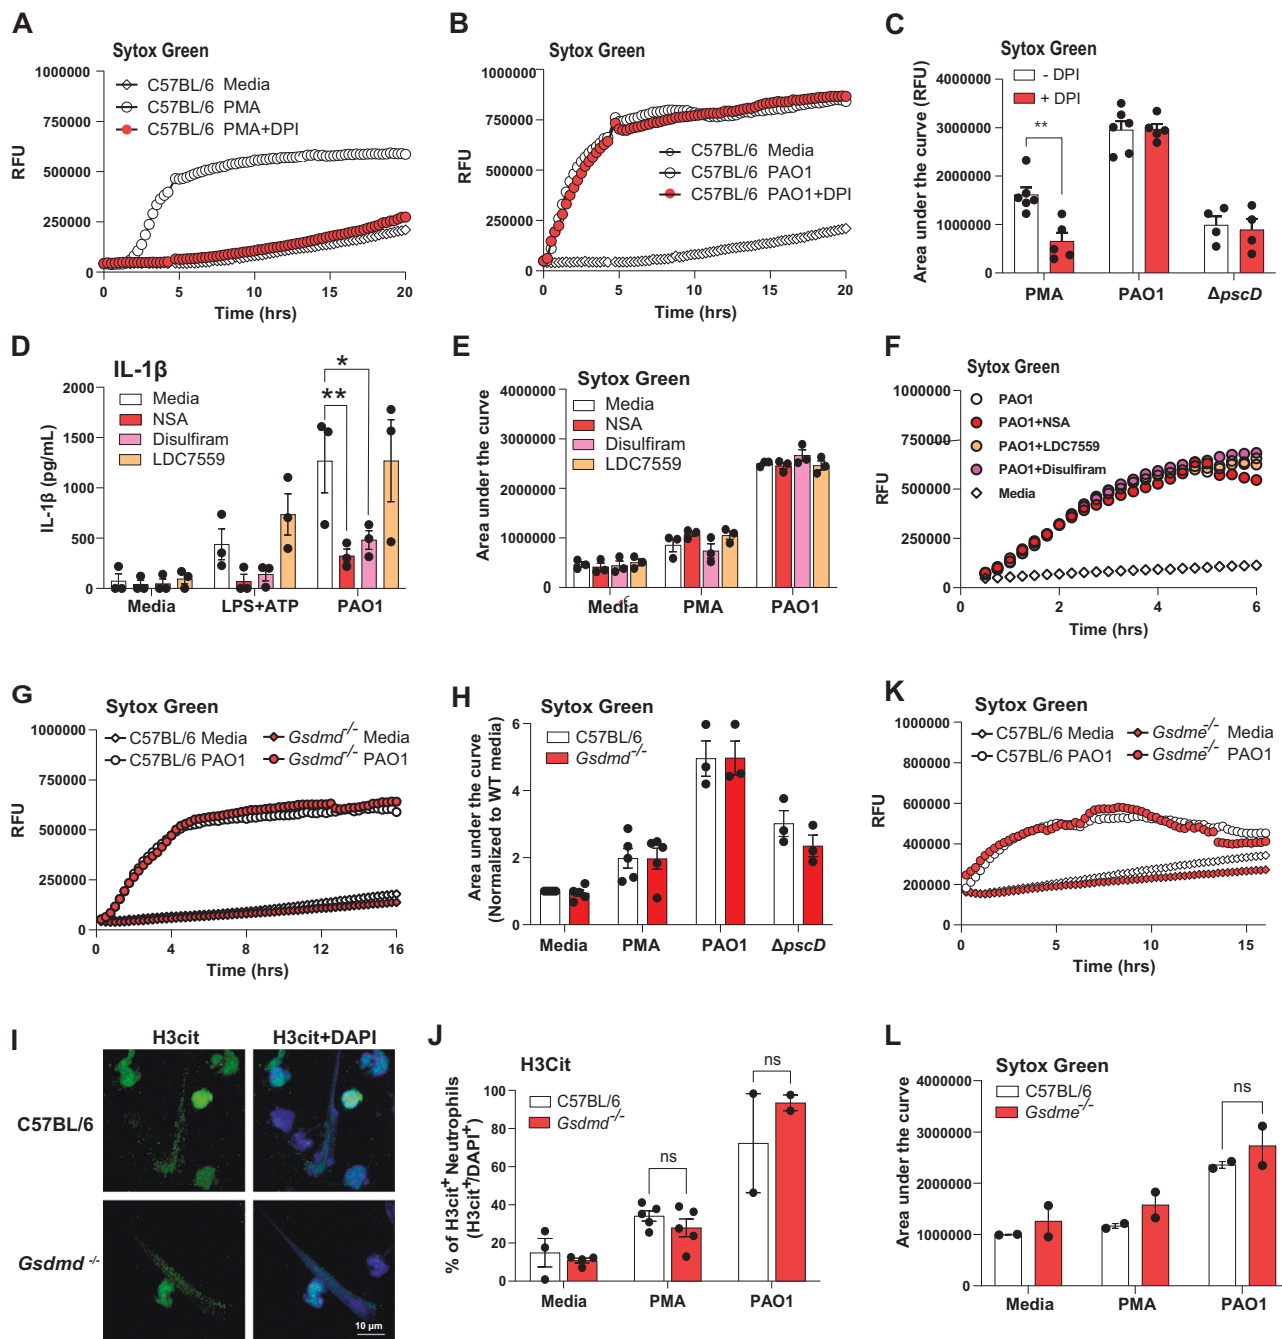 A
Sytox Green
1000000
750000
500000
250000
0
RFU
C57BL/6 Media
C57BL/6 PMA
C57BL/6 PMA+DPI
0 5 10 15 20
Time (hrs)
B
Sytox Green
1000000
750000
500000
250000
0
RFU
C57BL/6 Media
C57BL/6 PAO1
C57BL/6 PAO1+DPI
0 5 10 15 20
Time (hrs)
C
Sytox Green
Area under the curve (RFU)
4000000
3000000
2000000
1000000
0
- DPI
+ DPI
**
PMA PAO1 ΔpscD
D
IL-1β
IL-1β (pg/mL)
2000
1500
1000
500
0
Media
NSA
Disulfiram
LDC7559
*
**
Media LPS+ATP PAO1
E
Sytox Green
Area under the curve
4000000
3000000
2000000
1000000
0
Media
NSA
Disulfiram
LDC7559
Media PMA PAO1
F
Sytox Green
RFU
1000000
750000
500000
250000
0
PAO1
PAO1+NSA
PAO1+LDC7559
PAO1+Disulfiram
Media
0 2 4 6
Time (hrs)
G
Sytox Green
RFU
1000000
750000
500000
250000
0
C57BL/6 Media
C57BL/6 PAO1
Gsdmd-/- Media
Gsdmd-/- PAO1
0 4 8 12 16
Time (hrs)
H
Sytox Green
Area under the curve
(Normalized to WT media)
6
4
2
0
C57BL/6
Gsdmd-/-
Media PMA PAO1 ΔpscD
K
Sytox Green
RFU
1000000
800000
600000
400000
200000
0
C57BL/6 Media
C57BL/6 PAO1
Gsdme-/- Media
Gsdme-/- PAO1
0 5 10 15
Time (hrs)
I
H3cit H3cit+DAPI
C57BL/6
Gsdmd -/-
10 µm
J
H3Cit
% of H3cit+ Neutrophils
(H3cit+/DAPI+)
100
80
60
40
20
0
C57BL/6
Gsdmd-/-
ns
ns
Media PMA PAO1
L
Sytox Green
Area under the curve
4000000
3000000
2000000
1000000
0
C57BL/6
Gsdme-/-
ns
Media PMA PAO1